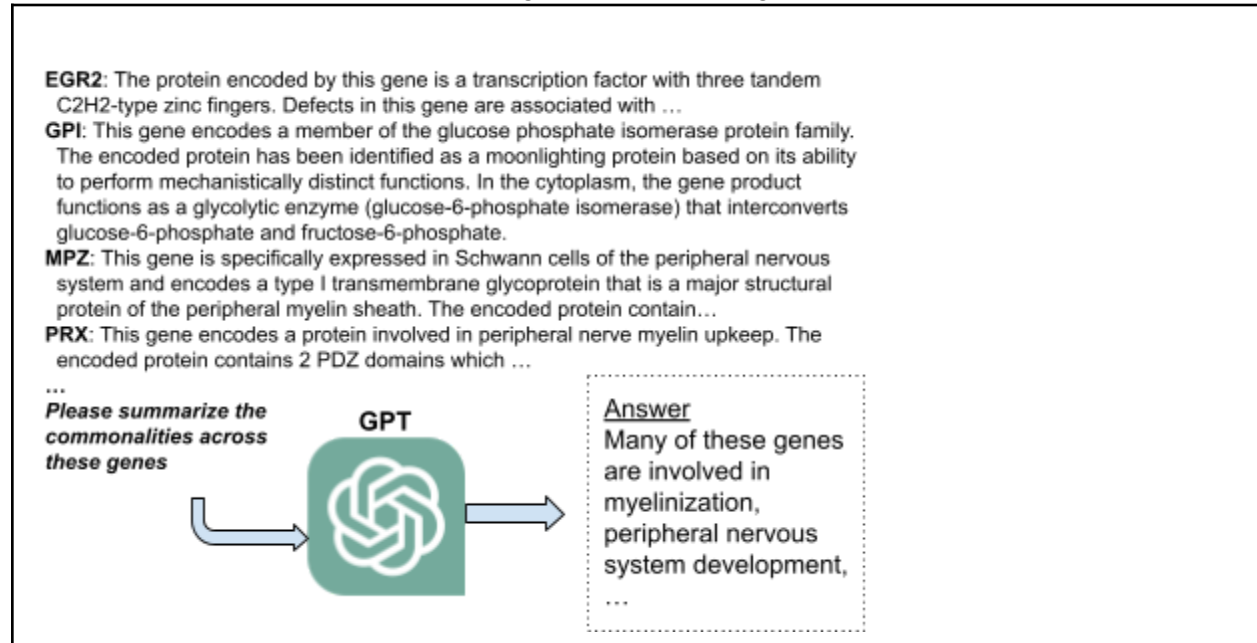 EGR2: The protein encoded by this gene is a transcription factor with three tandem
C2H2-type zinc fingers. Defects in this gene are associated with …
GPI: This gene encodes a member of the glucose phosphate isomerase protein family.
The encoded protein has been identified as a moonlighting protein based on its ability
to perform mechanistically distinct functions. In the cytoplasm, the gene product
functions as a glycolytic enzyme (glucose-6-phosphate isomerase) that interconverts
glucose-6-phosphate and fructose-6-phosphate.
MPZ: This gene is specifically expressed in Schwann cells of the peripheral nervous
system and encodes a type I transmembrane glycoprotein that is a major structural
protein of the peripheral myelin sheath. The encoded protein contain…
PRX: This gene encodes a protein involved in peripheral nerve myelin upkeep. The
encoded protein contains 2 PDZ domains which …
…
Please summarize the
commonalities across
these genes
GPT
Answer
Many of these genes
are involved in
myelinization,
peripheral nervous
system development,
…